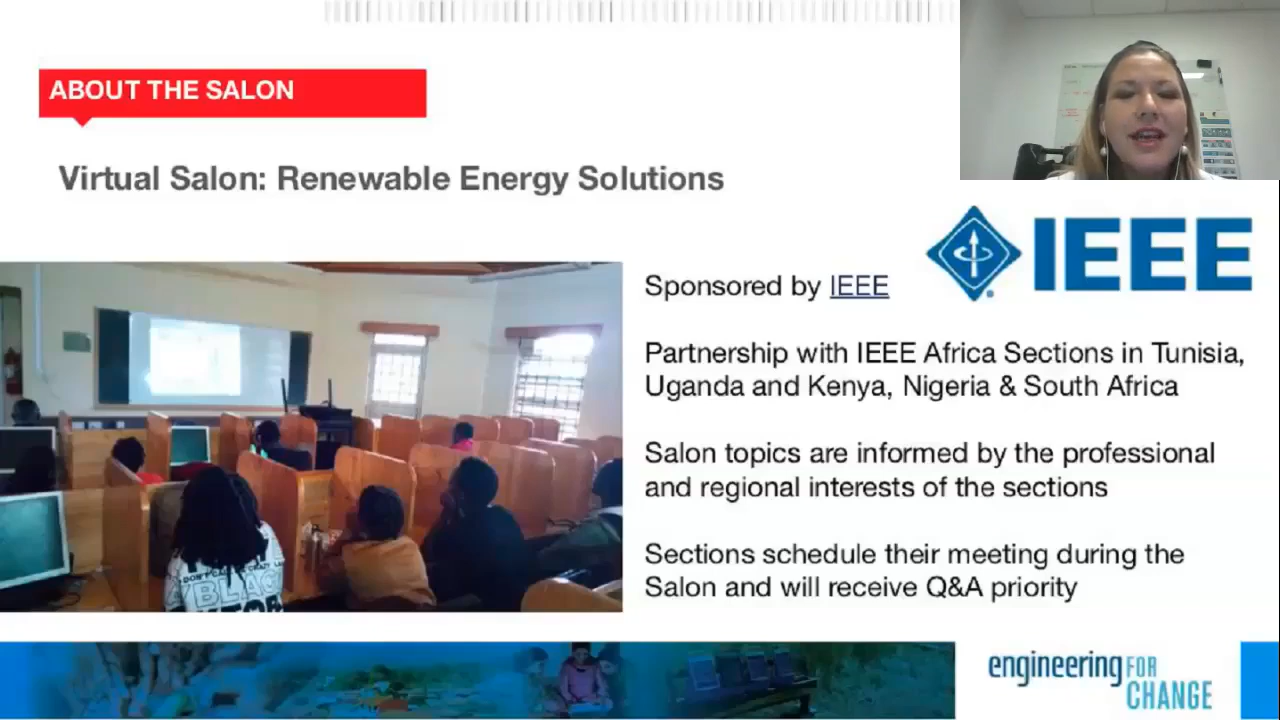 ABOUT THE SALON
Virtual Salon: Renewable Energy Solutions
IEEE
Sponsored by IEEE
Partnership with IEEE Africa Sections in Tunisia,
Uganda and Kenya, Nigeria & South Africa
Salon topics are informed by the professional
and regional interests of the sections
Sections schedule their meeting during the
Salon and will receive Q&A priority
engineering FOR
CHANGE